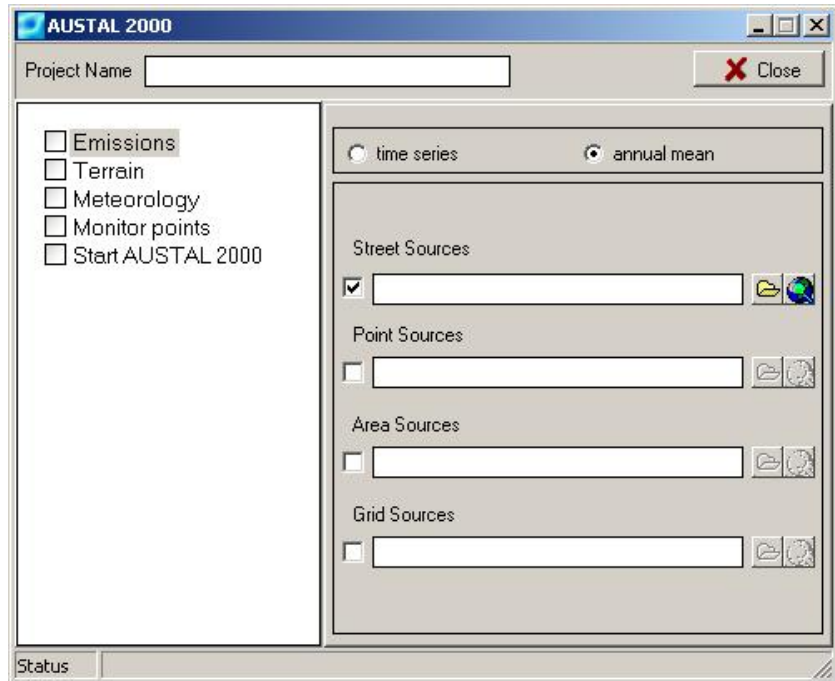 AUSTAL 2000
Project Name
Close
Emissions
Terrain
Meteorology
Monitor points
Start AUSTAL 2000
time series
annual mean
Street Sources
Point Sources
Area Sources
Grid Sources
Status